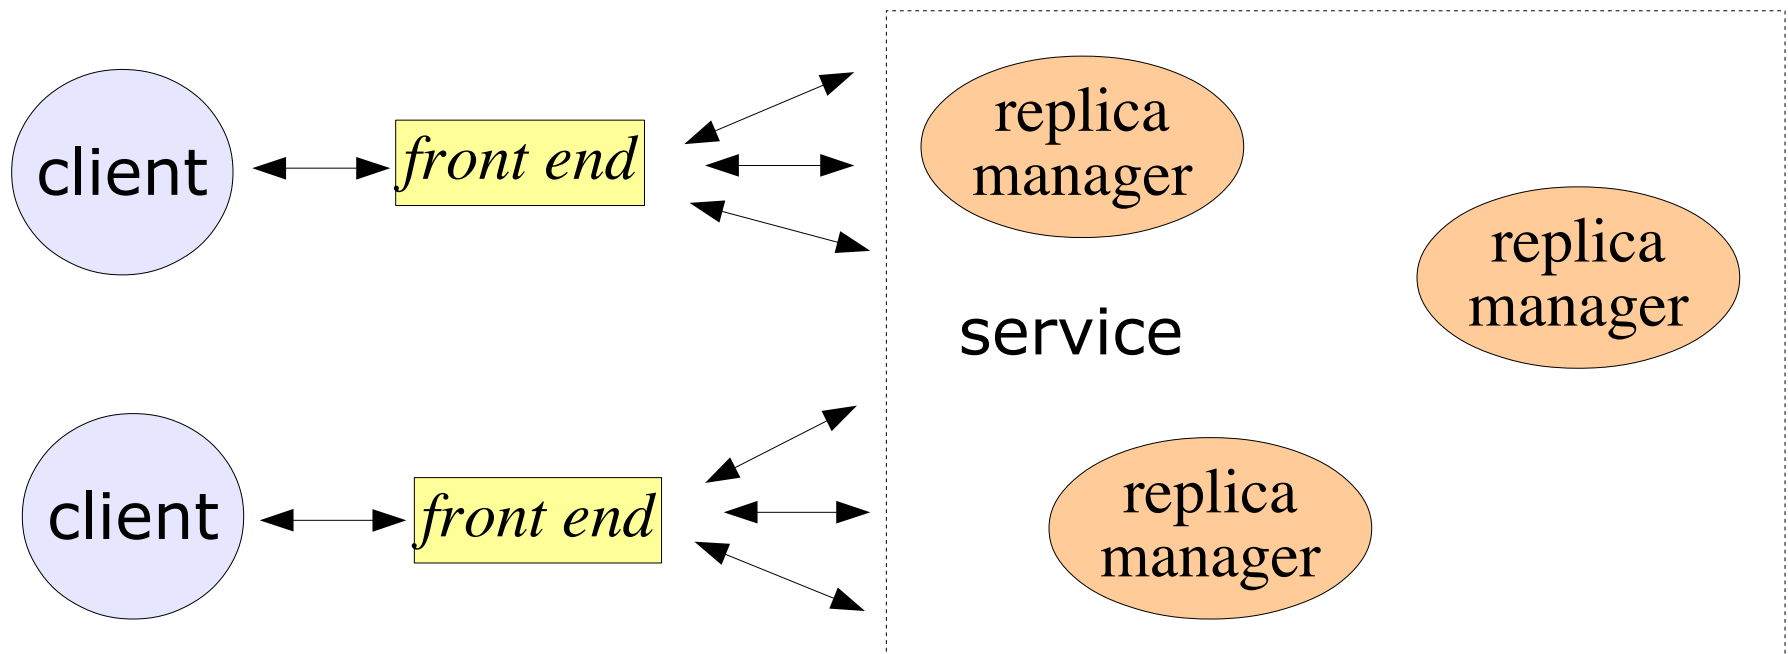 client
front end
replica
manager
replica
manager
service
client
front end
replica
manager